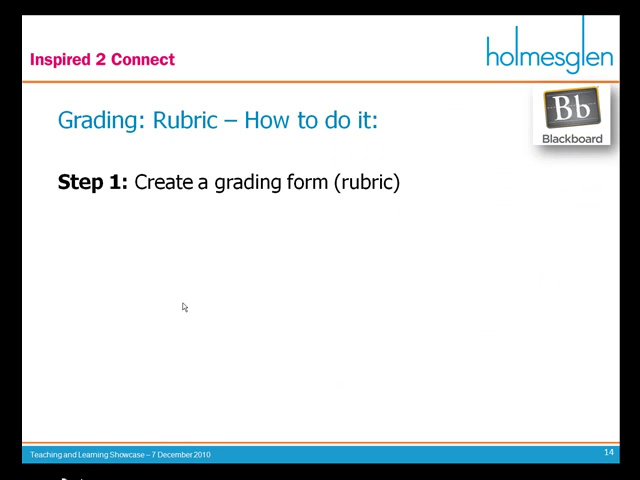 Inspired 2 Connect
holmesglen
Bb
Blackboard
Grading: Rubric – How to do it:
Step 1: Create a grading form (rubric)
Teaching and Learning Showcase – 7 December 2010
14